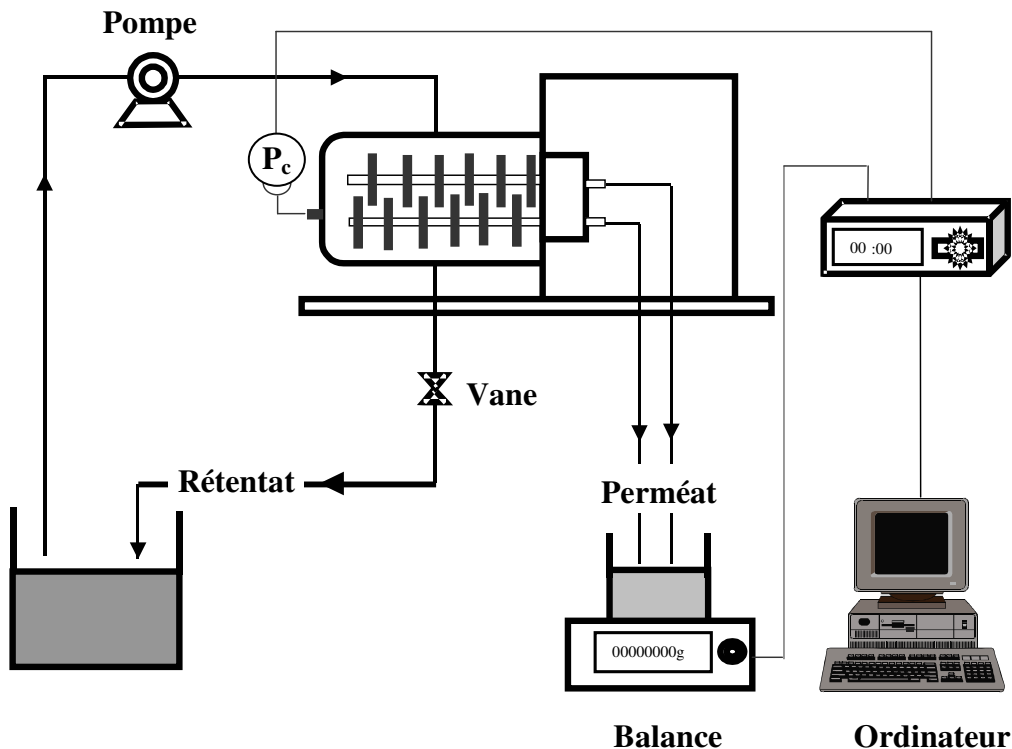 Pompe
Pc
00 :00
Vane
Rétentat
Perméat
00000000g
Balance
Ordinateur